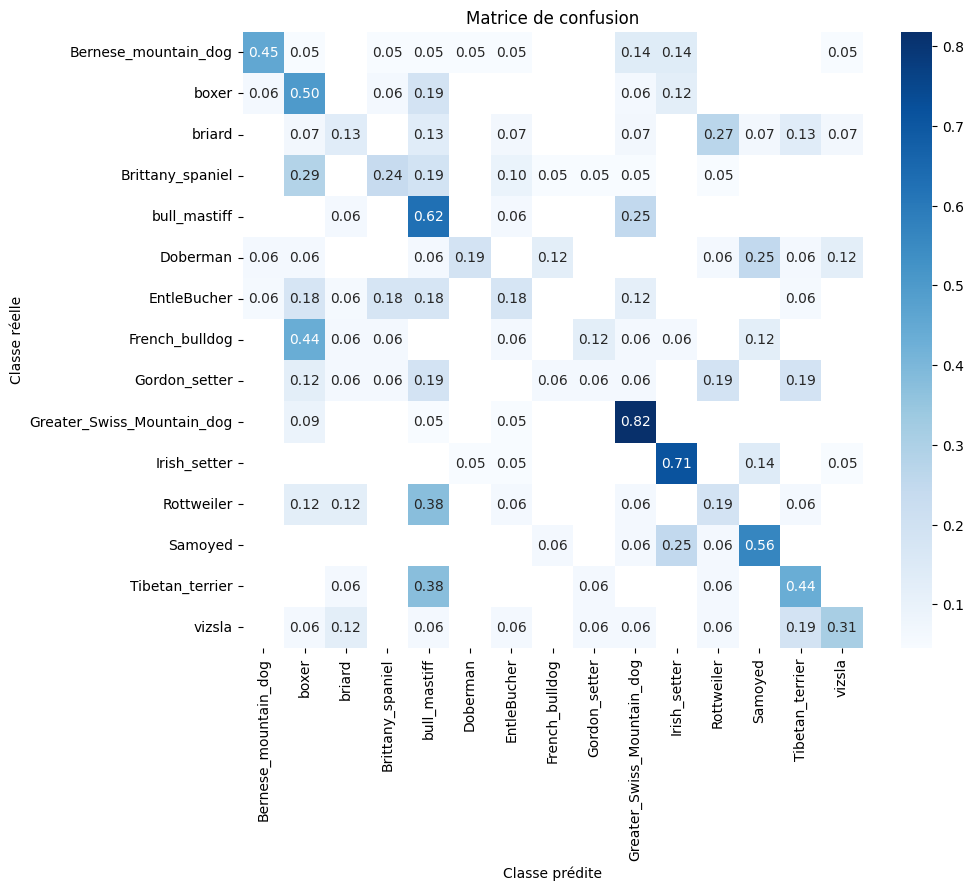 Matrice de confusion
Classe réelle
Bernese_mountain_dog 0.45 0.05 0.05 0.05 0.05 0.05 0.14 0.14 0.05
boxer 0.06 0.50 0.06 0.19 0.06 0.12
briard 0.07 0.13 0.13 0.07 0.07 0.27 0.07 0.13 0.07
Brittany_spaniel 0.29 0.24 0.19 0.10 0.05 0.05 0.05 0.05
bull_mastiff 0.06 0.62 0.06 0.25
Doberman 0.06 0.06 0.06 0.19 0.12 0.06 0.25 0.06 0.12
EntleBucher 0.06 0.18 0.06 0.18 0.18 0.18 0.12 0.06
French_bulldog 0.44 0.06 0.06 0.06 0.12 0.06 0.06 0.12
Gordon_setter 0.12 0.06 0.06 0.19 0.06 0.06 0.06 0.19 0.19
Greater_Swiss_Mountain_dog 0.09 0.05 0.05 0.82
Irish_setter 0.05 0.05 0.71 0.14 0.05
Rottweiler 0.12 0.12 0.38 0.06 0.06 0.19 0.06
Samoyed 0.06 0.06 0.25 0.06 0.56
Tibetan_terrier 0.06 0.38 0.06 0.06 0.44
vizsla 0.06 0.12 0.06 0.06 0.06 0.06 0.06 0.19 0.31
Bernese_mountain_dog
boxer
briard
Brittany_spaniel
bull_mastiff
Doberman
EntleBucher
French_bulldog
Gordon_setter
Greater_Swiss_Mountain_dog
Irish_setter
Rottweiler
Samoyed
Tibetan_terrier
vizsla
Classe prédite
0.8
0.7
0.6
0.5
0.4
0.3
0.2
0.1